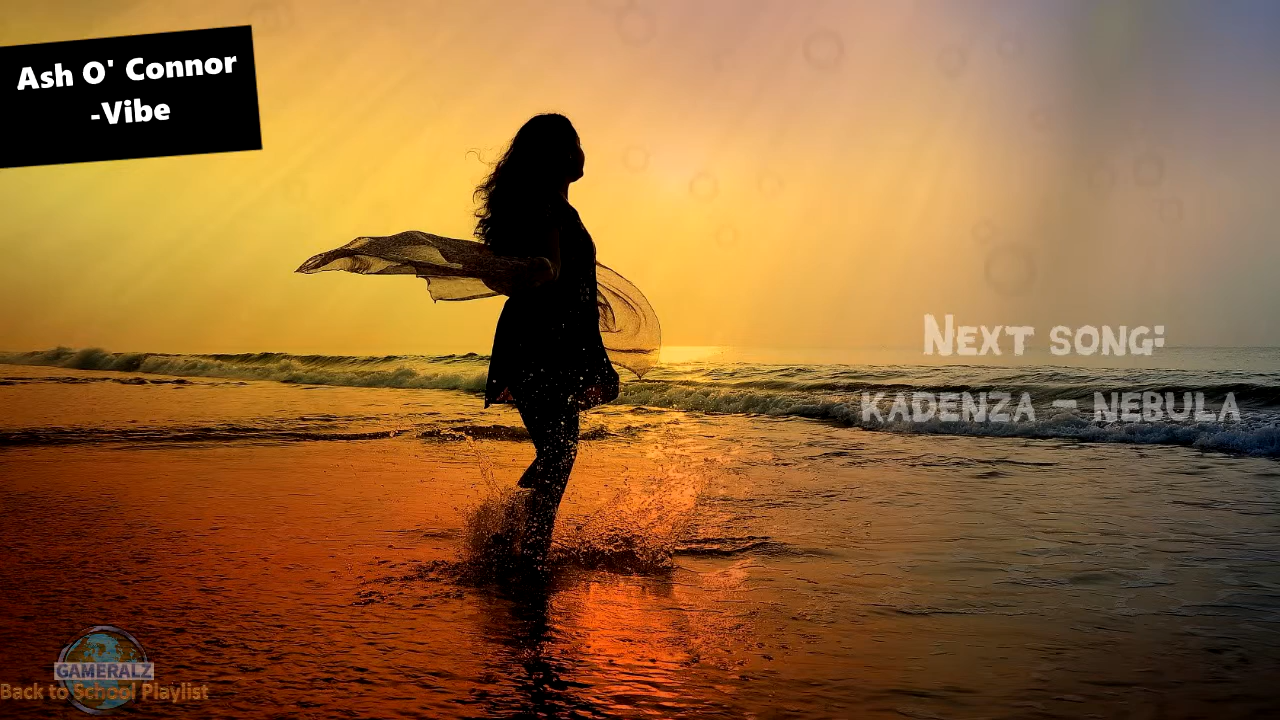 Ash O' Connor
-Vibe
Next song:
KADENZA - NEBULA
GAMERALZ
Back to School Playlist